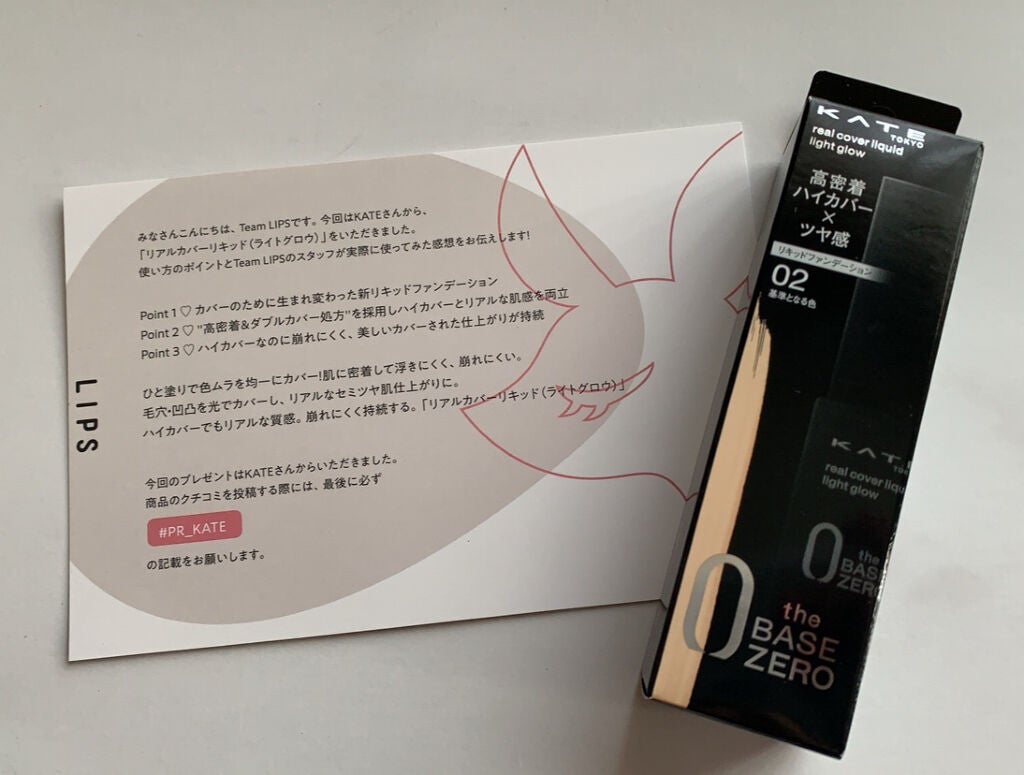 みなさんこんにちは、Team LIPSです。今回はKATEさんから、
「リアルカバーリキッド（ライトグロウ）」をいただきました。
使い方のポイントとTeam LIPSのスタッフが実際に使ってみた感想をお伝えします!
Point 1♡カバーのために生まれ変わった新リキッドファンデーション
Point 2♡"高密着&ダブルカバー処方"を採用しハイカバーとリアルな肌感を両立
Point 3♡ハイカバーなのに崩れにくく、美しいカバーされた仕上がりが持続
ひと塗りで色ムラを均一にカバー!肌に密着して浮きにくく、崩れにくい。
毛穴・凹凸を光でカバーし、リアルなセミツヤ肌仕上がりに。
ハイカバーでもリアルな質感。崩れにくく持続する。「リアルカバーリキッド（ライトグロウ）」
今回のプレゼントはKATEさんからいただきました。
商品のクチコミを投稿する際には、最後に必ず
#PR_KATE
の記載をお願いします。
LIPS
KATE
TOKYO
real cover liquid
light glow
高密着
ハイカバー
×
ツヤ感
リキッドファンデーション
02
基準となる色
KATE
TOKYO
real cover liqu
light glow
0 the
BASE
ZERO
0 the
BASE
ZERO